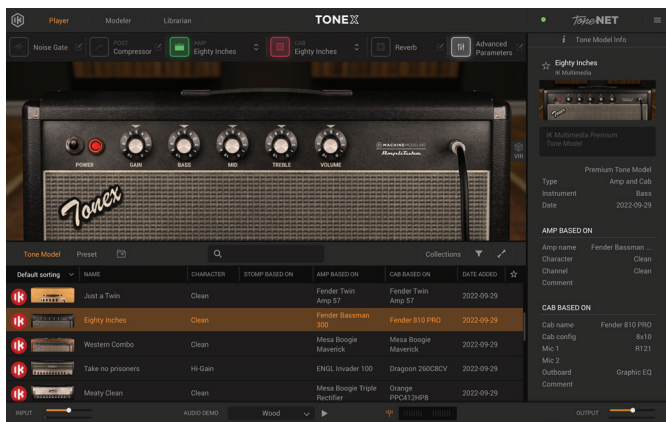 Player
Modeler
Librarian
TONEX
ToneNET
Noise Gate
POST
Compressor
AMP
Eighty Inches
CAB
Eighty Inches
Reverb
Advanced
Parameters
i Tone Model Info
Eighty Inches
IK Multimedia
MACHINEMODELING
AmpliTube
POWER
GAIN
BASS
MID
TREBLE
VOLUME
VIR
Tonex
IK Multimedia Premium
Tone Model
Premium Tone Model
Type Amp and Cab
Instrument Bass
Date 2022-09-29
AMP BASED ON
Amp name Fender Bassman ...
Character Clean
Channel Clean
Comment
CAB BASED ON
Cab name Fender 810 PRO
Cab config 8x10
Mic 1 R121
Mic 2
Outboard Graphic EQ
Comment
Tone Model
Preset
Collections
Default sorting NAME CHARACTER STOMP BASED ON AMP BASED ON CAB BASED ON DATE ADDED
Just a Twin Clean Fender Twin Amp 57 Fender Twin Amp 57 2022-09-29
Eighty Inches Clean Fender Bassman 300 Fender 810 PRO 2022-09-29
Western Combo Clean Mesa Boogie Maverick Mesa Boogie Maverick 2022-09-29
Take no prisoners Hi-Gain ENGL Invader 100 Dragoon 260C8CV 2022-09-29
Meaty Clean Clean Mesa Boogie Triple Rectifier Orange PPC412HP8 2022-09-29
INPUT
AUDIO DEMO
Wood
OUTPUT